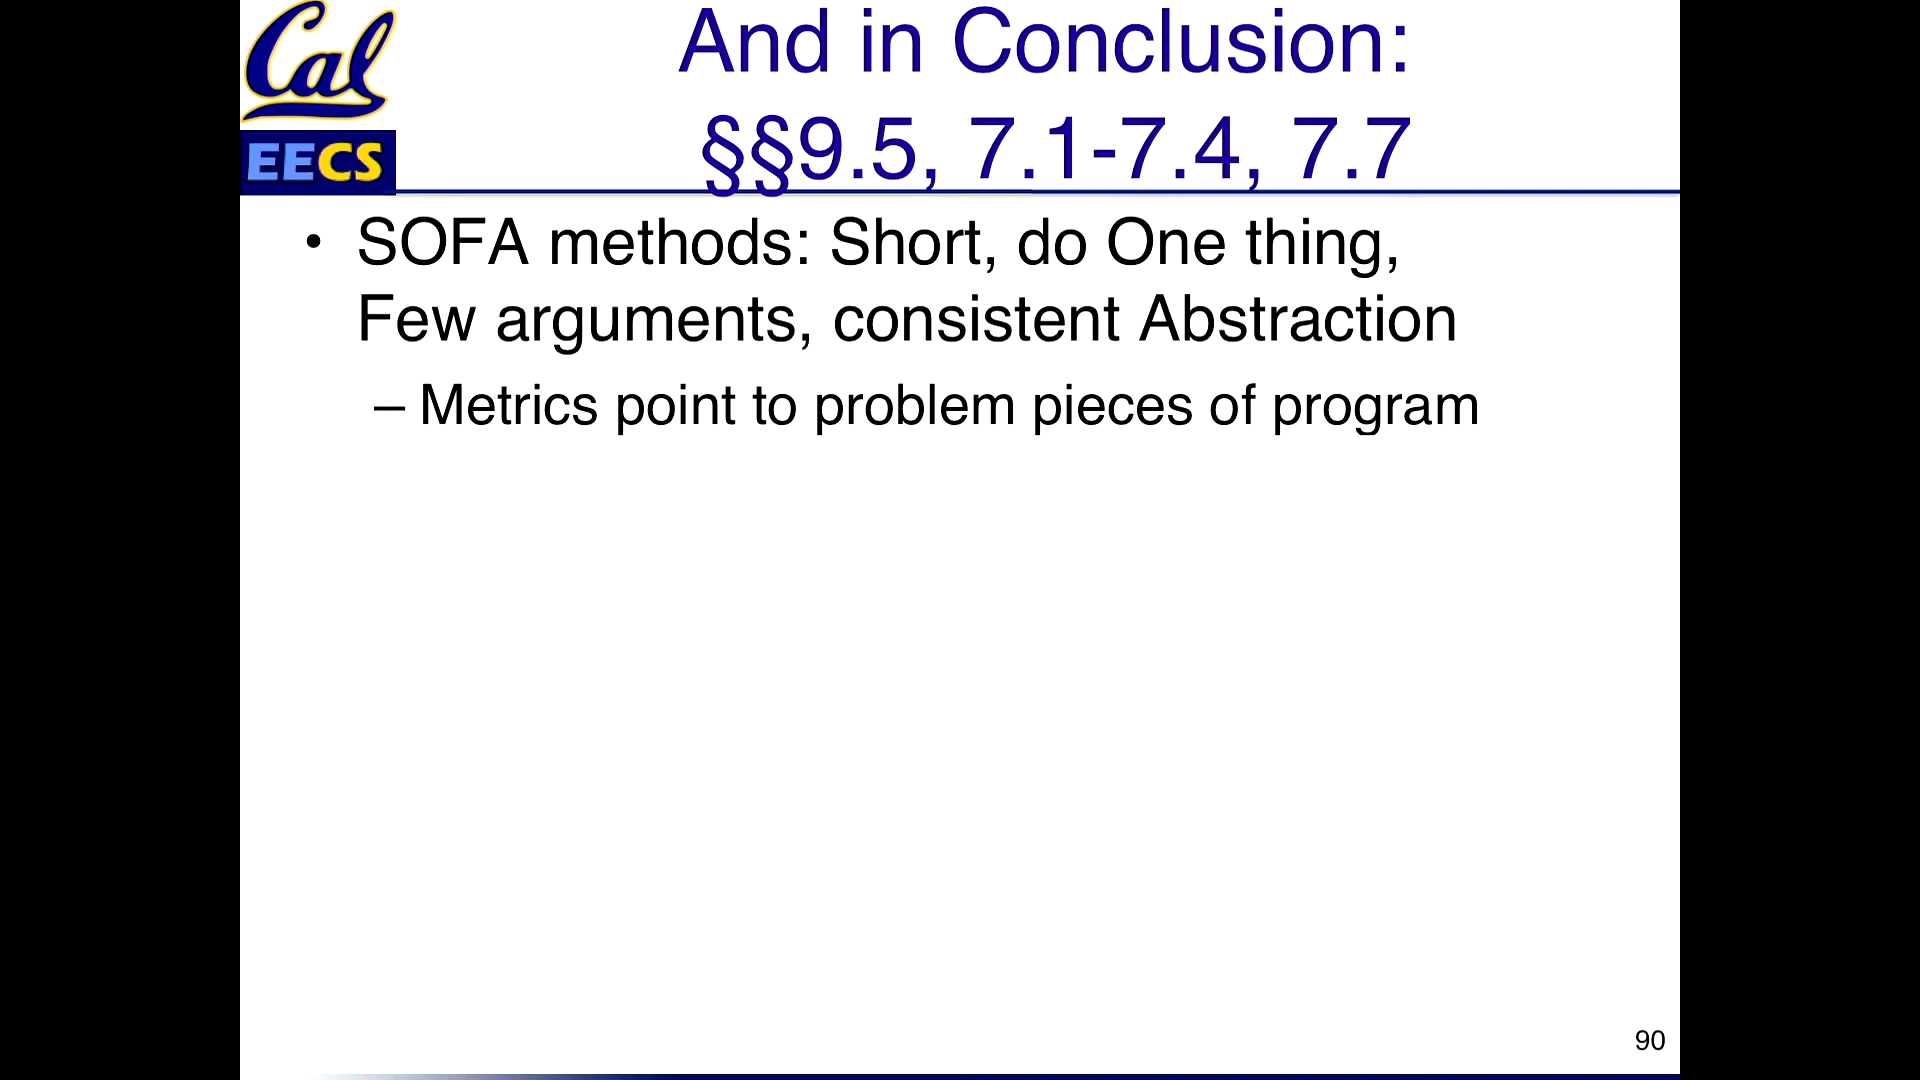 Cal
EECS
And in Conclusion:
§§9.5, 7.1-7.4, 7.7
• SOFA methods: Short, do One thing,
Few arguments, consistent Abstraction
– Metrics point to problem pieces of program
90